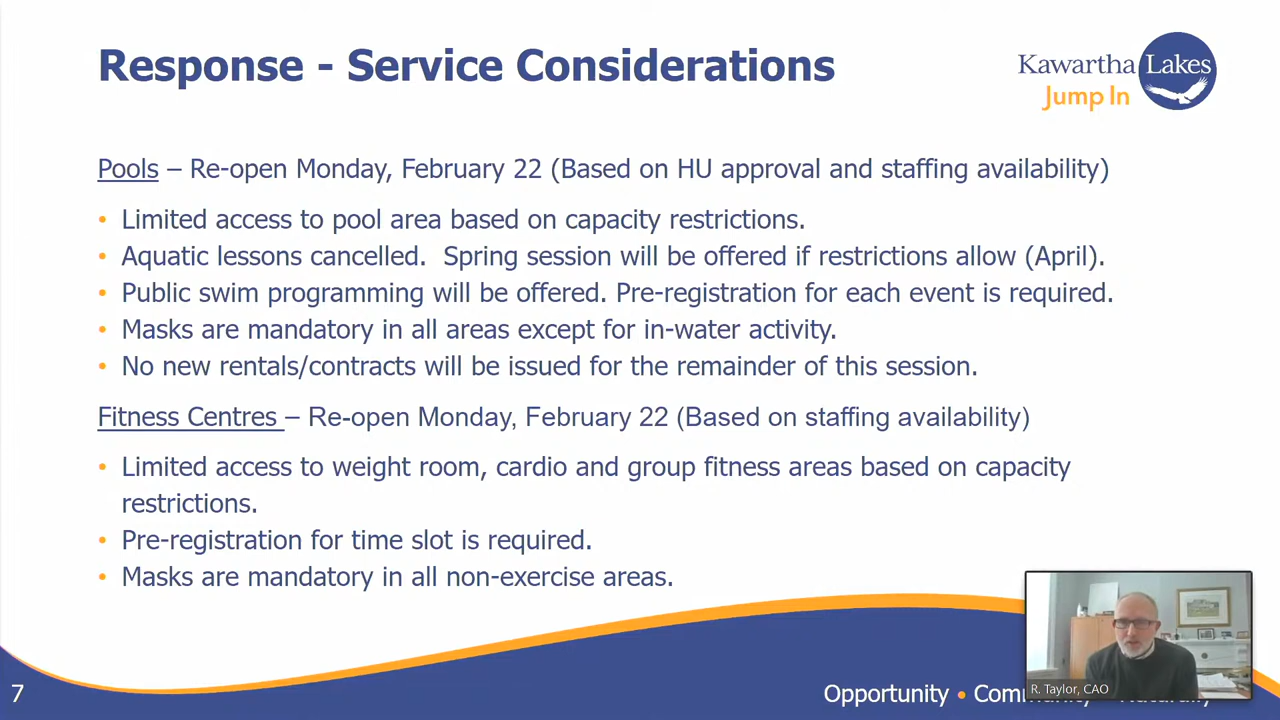 Response - Service Considerations
Kawartha Lakes
Jump In
Pools – Re-open Monday, February 22 (Based on HU approval and staffing availability)
• Limited access to pool area based on capacity restrictions.
• Aquatic lessons cancelled.  Spring session will be offered if restrictions allow (April).
• Public swim programming will be offered. Pre-registration for each event is required.
• Masks are mandatory in all areas except for in-water activity.
• No new rentals/contracts will be issued for the remainder of this session.
Fitness Centres – Re-open Monday, February 22 (Based on staffing availability)
• Limited access to weight room, cardio and group fitness areas based on capacity
restrictions.
• Pre-registration for time slot is required.
• Masks are mandatory in all non-exercise areas.
R. Taylor, CAO
7
Opportunity •